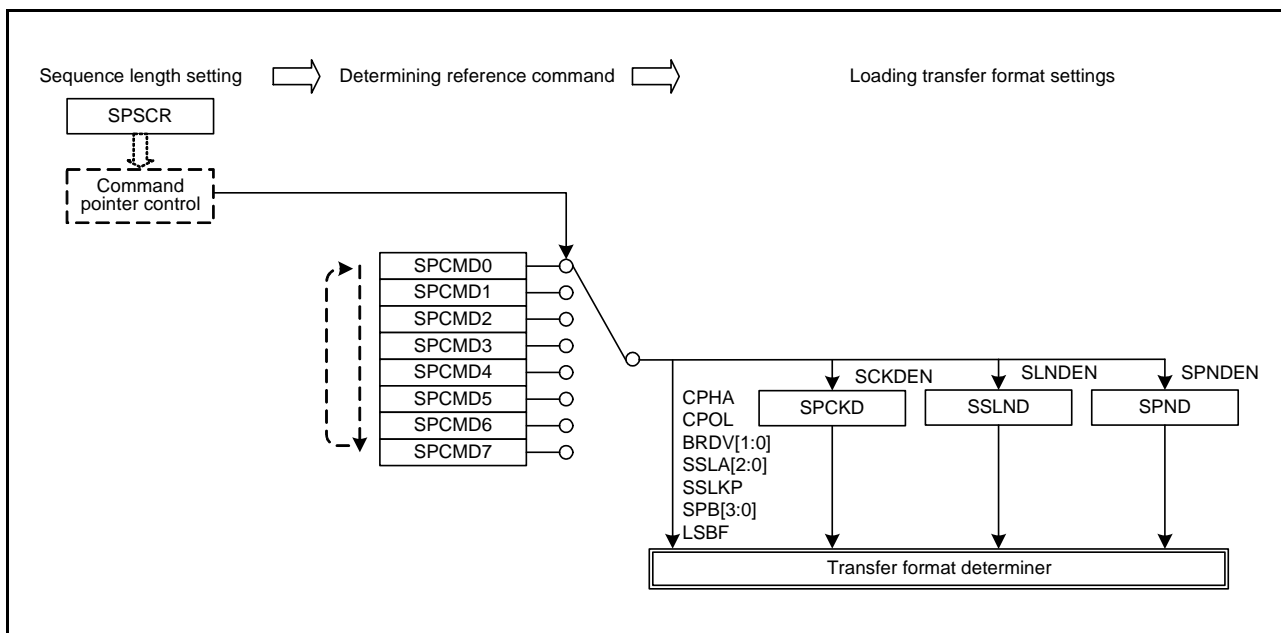 Sequence length setting
Determining reference command
Loading transfer format settings
SPSCR
Command
pointer control
SPCMD0
SPCMD1
SPCMD2
SPCMD3
SPCMD4
SPCMD5
SPCMD6
SPCMD7
CPHA
CPOL
BRDV[1:0]
SSLA[2:0]
SSLKP
SPB[3:0]
LSBF
SCKDEN
SPCKD
SLNDEN
SSLND
SPNDEN
SPND
Transfer format determiner